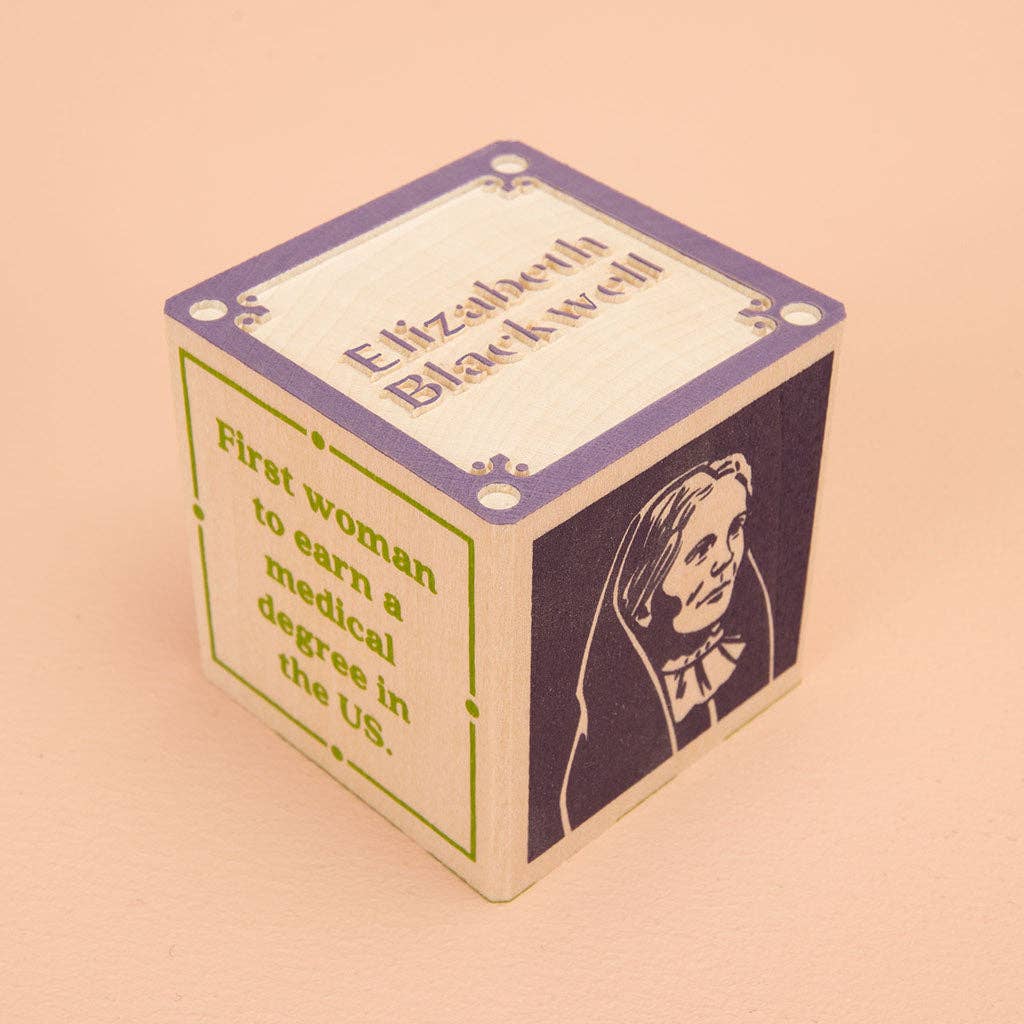 Elizabeth
Blackwell
First woman
to earn a
medical
degree in
the US.